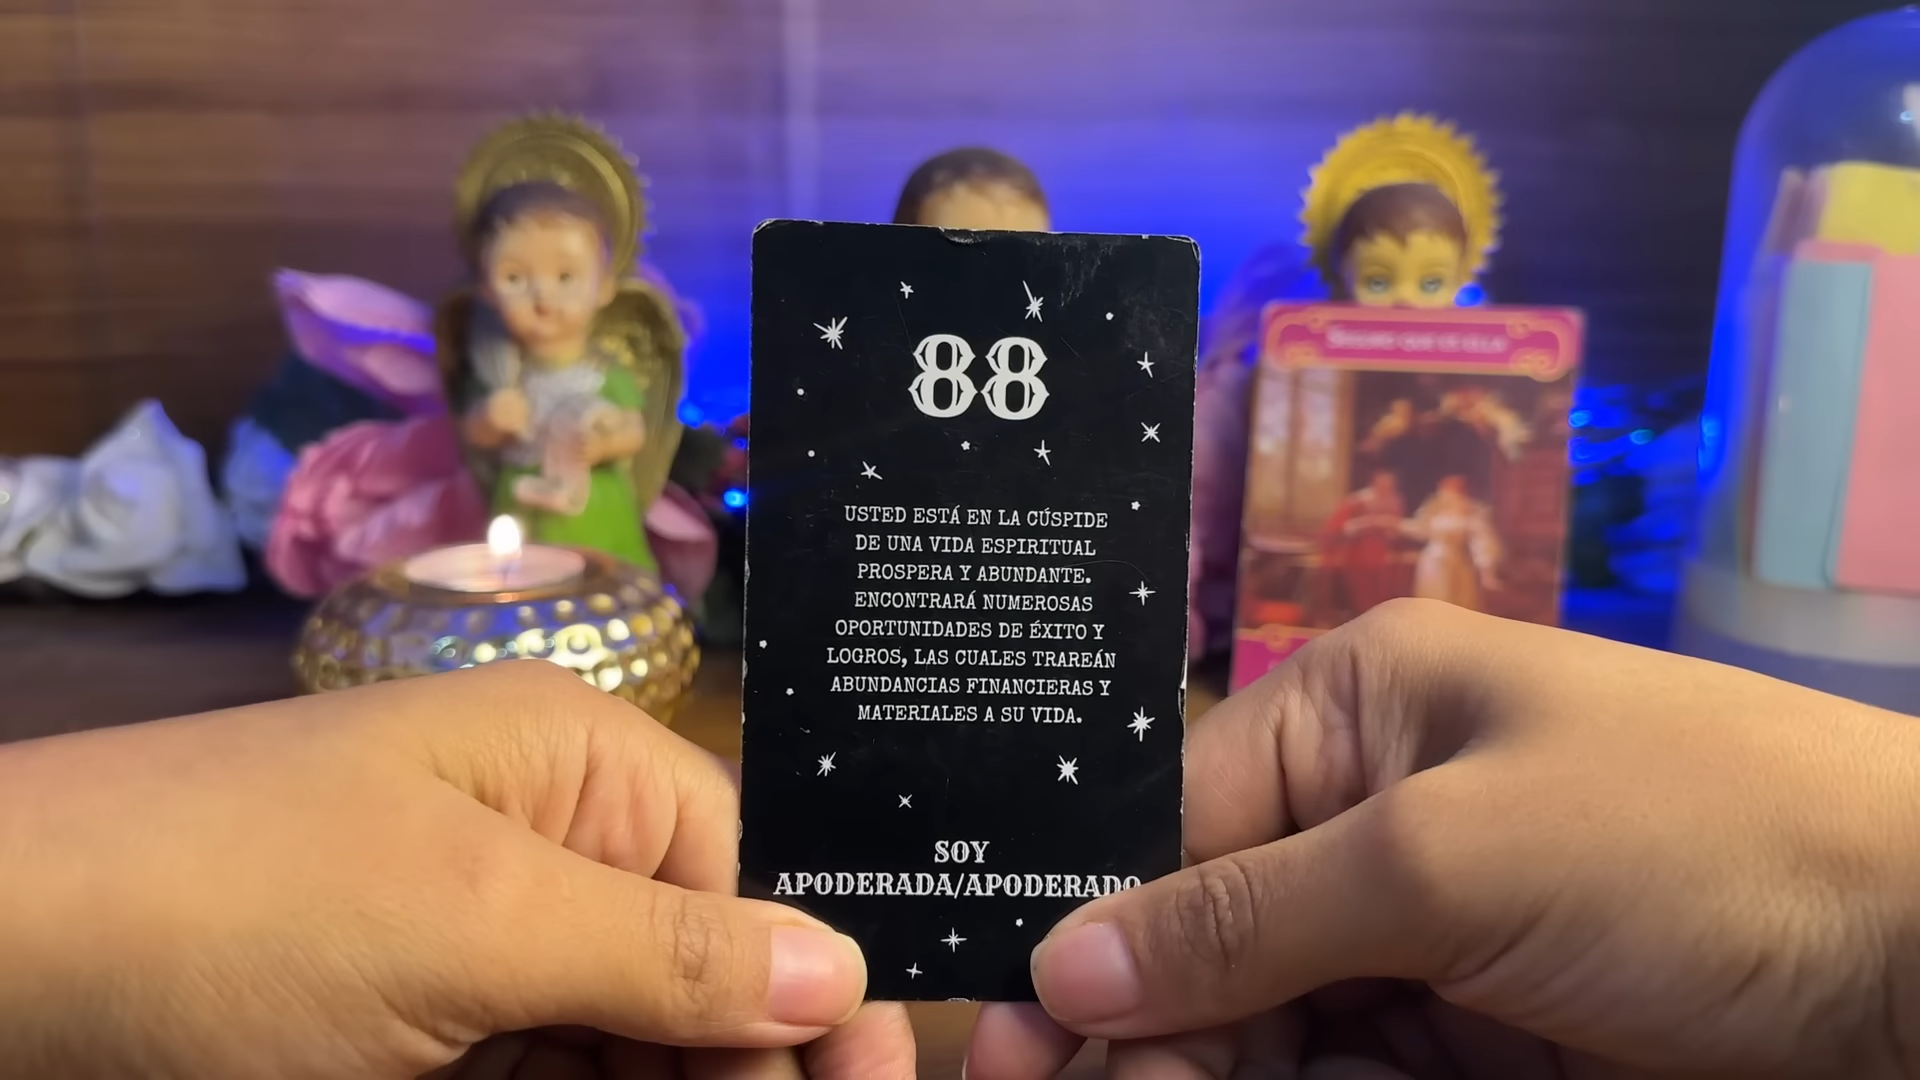 88
USTED ESTÁ EN LA CÚSPIDE
DE UNA VIDA ESPIRITUAL
PROSPERA Y ABUNDANTE.
ENCONTRARÁ NUMEROSAS
OPORTUNIDADES DE ÉXITO Y
LOGROS, LAS CUALES TRAREÁN
ABUNDANCIAS FINANCIERAS Y
MATERIALES A SU VIDA.
SOY
APODERADA/APODERADO